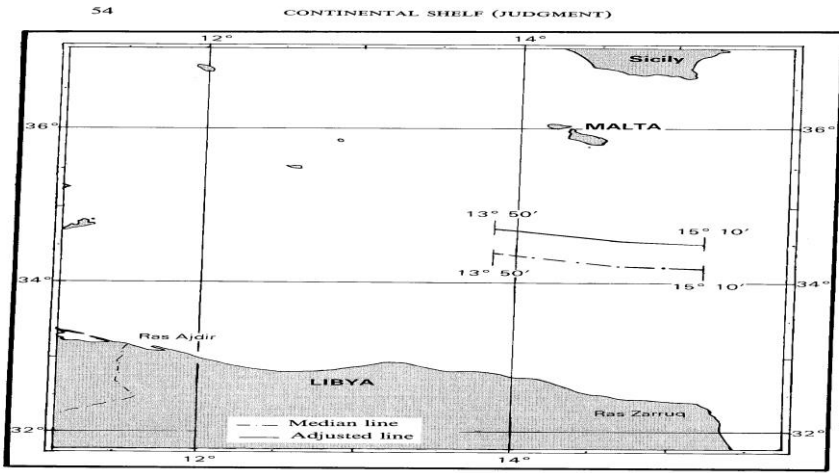 54 CONTINENTAL SHELF (JUDGMENT)
12° 14°
Sicily
36° MALTA 36°
13° 50′ 15° 10′
13° 50′
34° 15° 10′ 34°
Ras Ajdir
LIBYA
Ras Zarruq
Median line
32° Adjusted line 32°
12° 14°